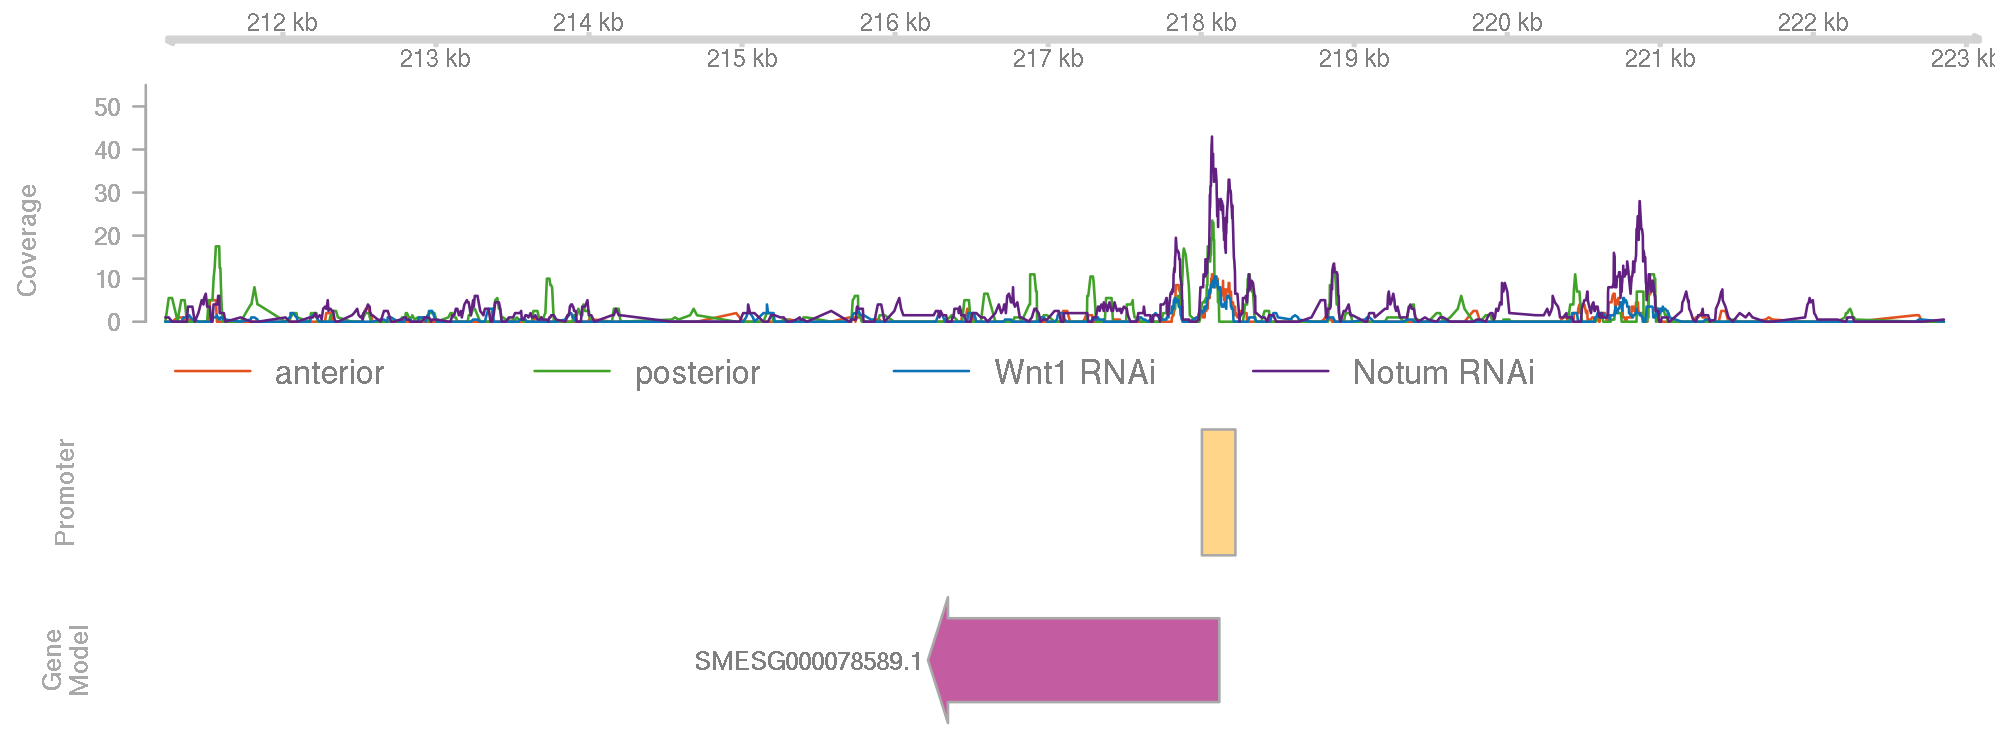 212 kb 214 kb 216 kb 218 kb 220 kb 222 kb
213 kb 215 kb 217 kb 219 kb 221 kb 223 kb
Coverage
50
40
30
20
10
0
anterior posterior Wnt1 RNAi Notum RNAi
Promoter
Gene
Model
SMESG000078589.1